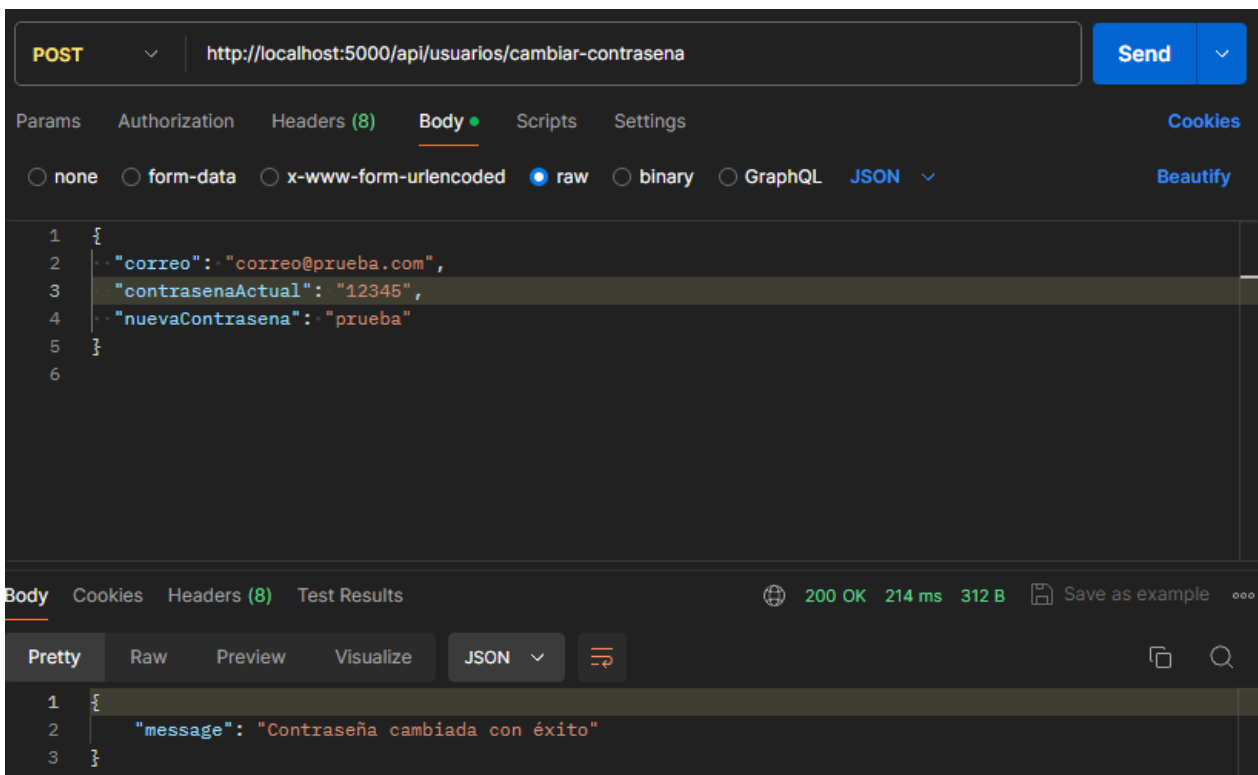 POST http://localhost:5000/api/usuarios/cambiar-contrasena Send
Params Authorization Headers (8) Body Scripts Settings Cookies
none form-data x-www-form-urlencoded raw binary GraphQL JSON Beautify
1 {
2 "correo": "correo@prueba.com",
3 "contrasenaActual": "12345",
4 "nuevaContrasena": "prueba"
5 }
6
Body Cookies Headers (8) Test Results 200 OK 214 ms 312 B Save as example
Pretty Raw Preview Visualize JSON
1 {
2 "message": "Contraseña cambiada con éxito"
3 }